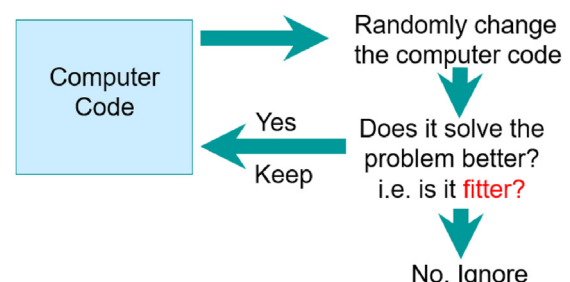 Computer
Code
Randomly change
the computer code
Does it solve the
problem better?
i.e. is it fitter?
Yes
Keep
No. Ignore